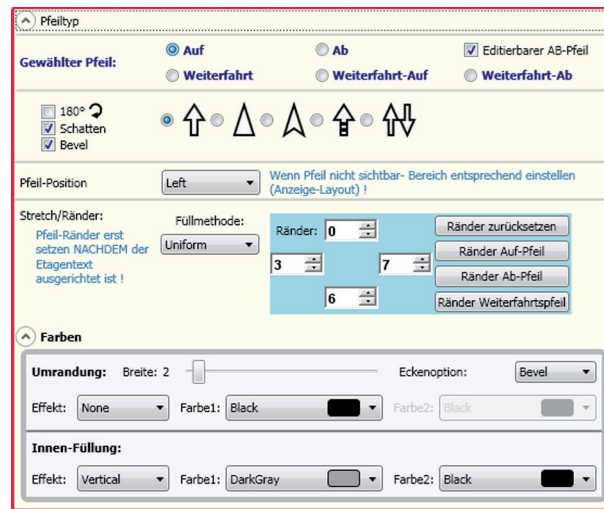 Pfeiltyp
Gewählter Pfeil: Auf Ab Editierbarer AB-Pfeil
Weiterfahrt Weiterfahrt-Auf Weiterfahrt-Ab
180°
Schatten
Bevel
Pfeil-Position Left Wenn Pfeil nicht sichtbar- Bereich entsprechend einstellen
(Anzeige-Layout) !
Stretch/Ränder:
Pfeil-Ränder erst
setzen NACHDEM der
Etagentext
ausgerichtet ist !
Füllmethode:
Uniform
Ränder: 0
3 7
6
Ränder zurücksetzen
Ränder Auf-Pfeil
Ränder Ab-Pfeil
Ränder Weiterfahrtspfeil
Farben
Umrandung: Breite: 2 Eckenoption: Bevel
Effekt: None Farbe1: Black Farbe2: Black
Innen-Füllung:
Effekt: Vertical Farbe1: DarkGray Farbe2: Black